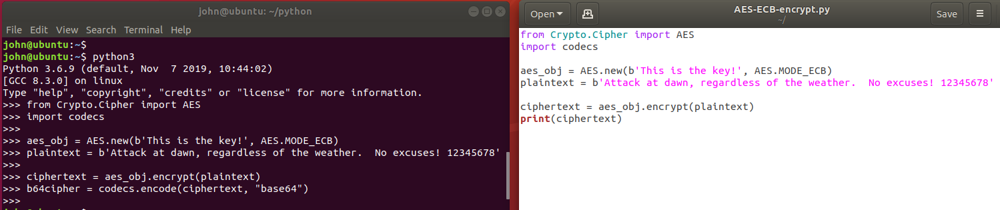 john@ubuntu: ~/python
File Edit View Search Terminal Help
john@ubuntu:~$
john@ubuntu:~$ python3
Python 3.6.9 (default, Nov  7 2019, 10:44:02)
[GCC 8.3.0] on linux
Type "help", "copyright", "credits" or "license" for more information.
>>> from Crypto.Cipher import AES
>>> import codecs
>>>
>>> aes_obj = AES.new(b'This is the key!', AES.MODE_ECB)
>>> plaintext = b'Attack at dawn, regardless of the weather.  No excuses! 12345678'
>>>
>>> ciphertext = aes_obj.encrypt(plaintext)
>>> b64cipher = codecs.encode(ciphertext, "base64")
>>>
john@ubuntu:~$
Open
AES-ECB-encrypt.py
~/
Save
from Crypto.Cipher import AES
import codecs
aes_obj = AES.new(b'This is the key!', AES.MODE_ECB)
plaintext = b'Attack at dawn, regardless of the weather.  No excuses! 12345678'
ciphertext = aes_obj.encrypt(plaintext)
print(ciphertext)